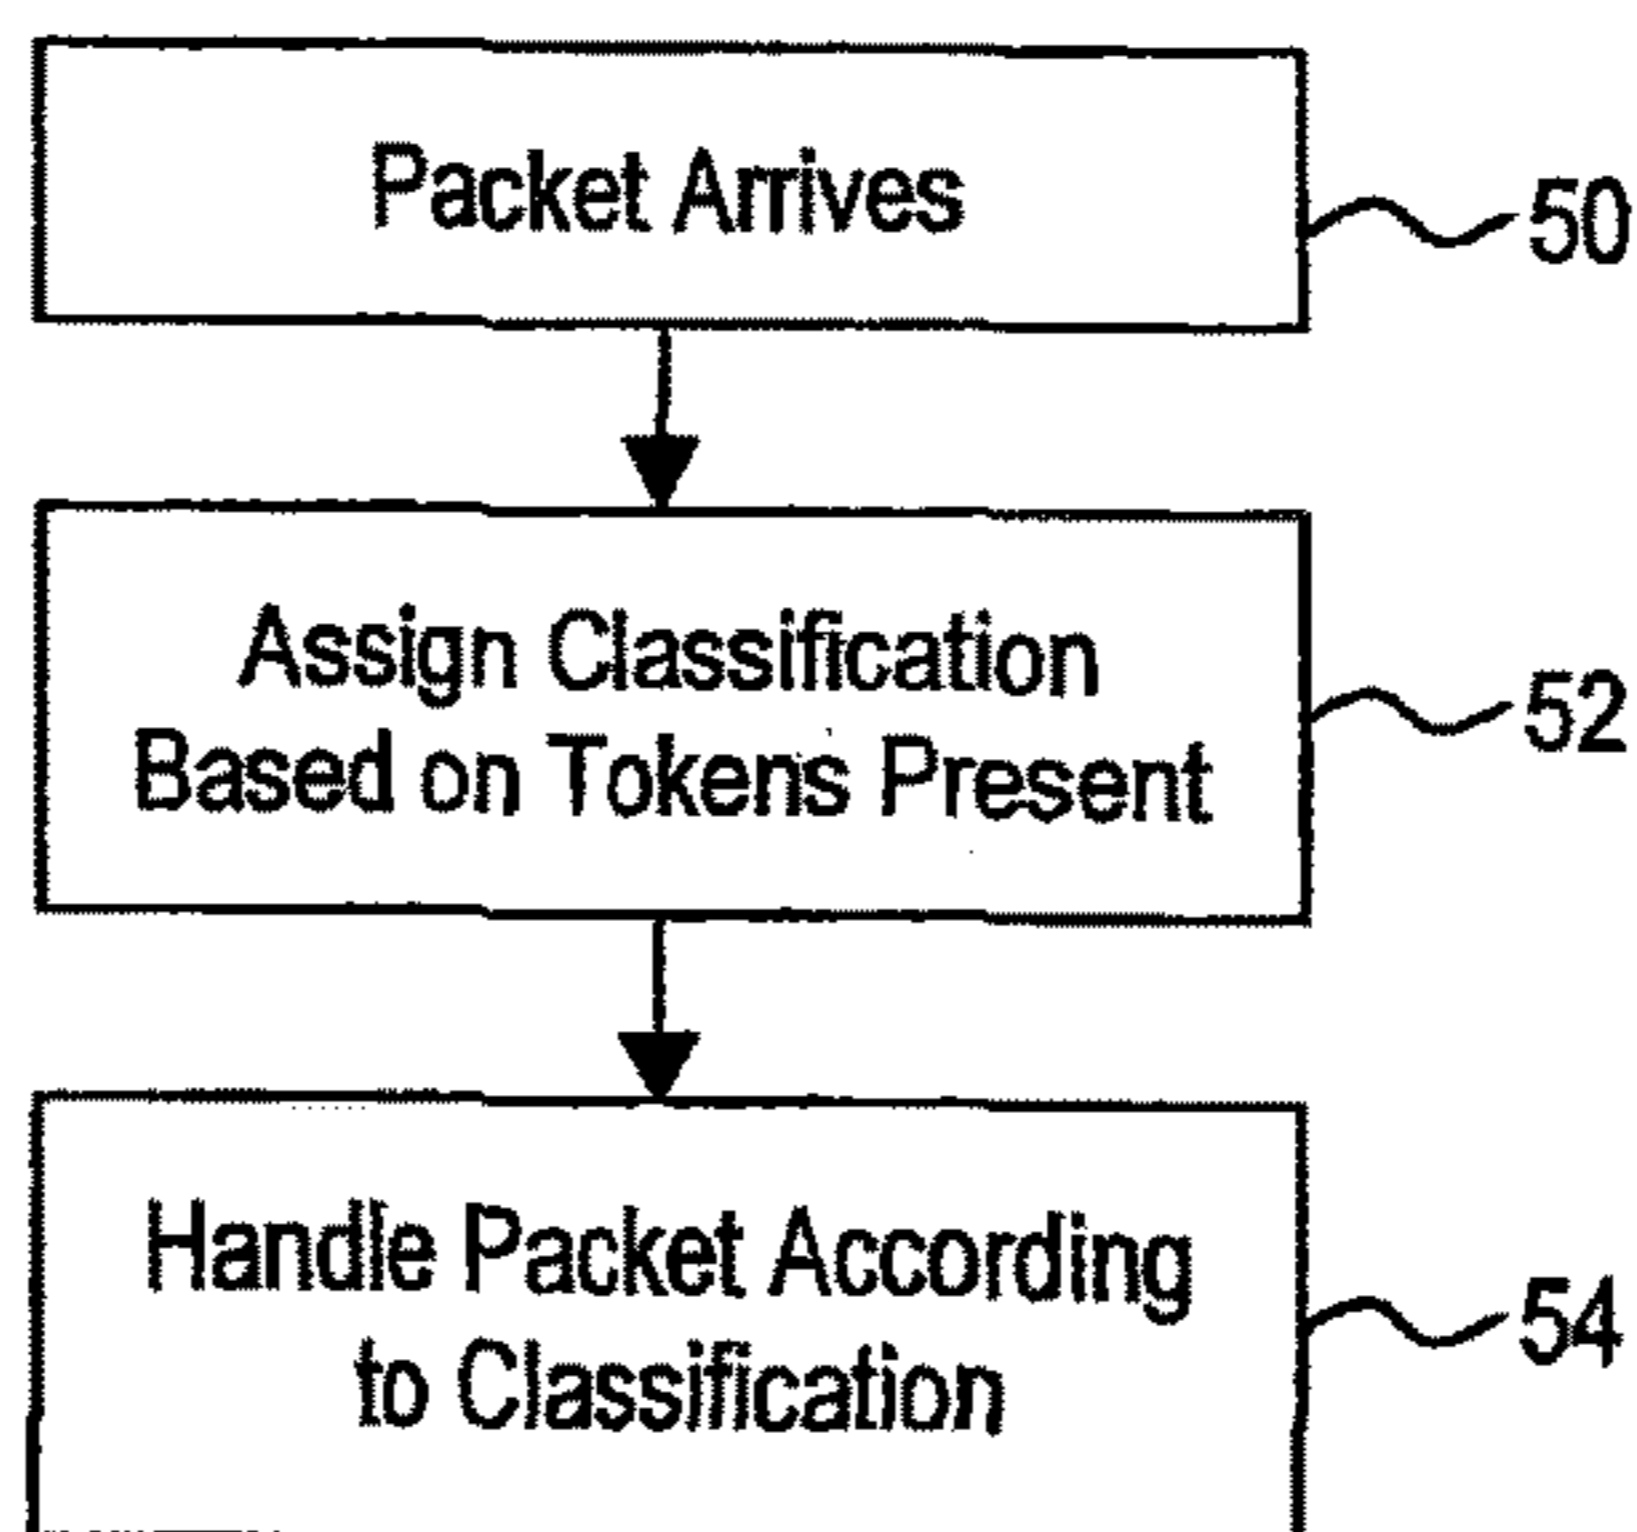 Packet Arrives
50
Assign Classification
Based on Tokens Present
52
Handle Packet According
to Classification
54